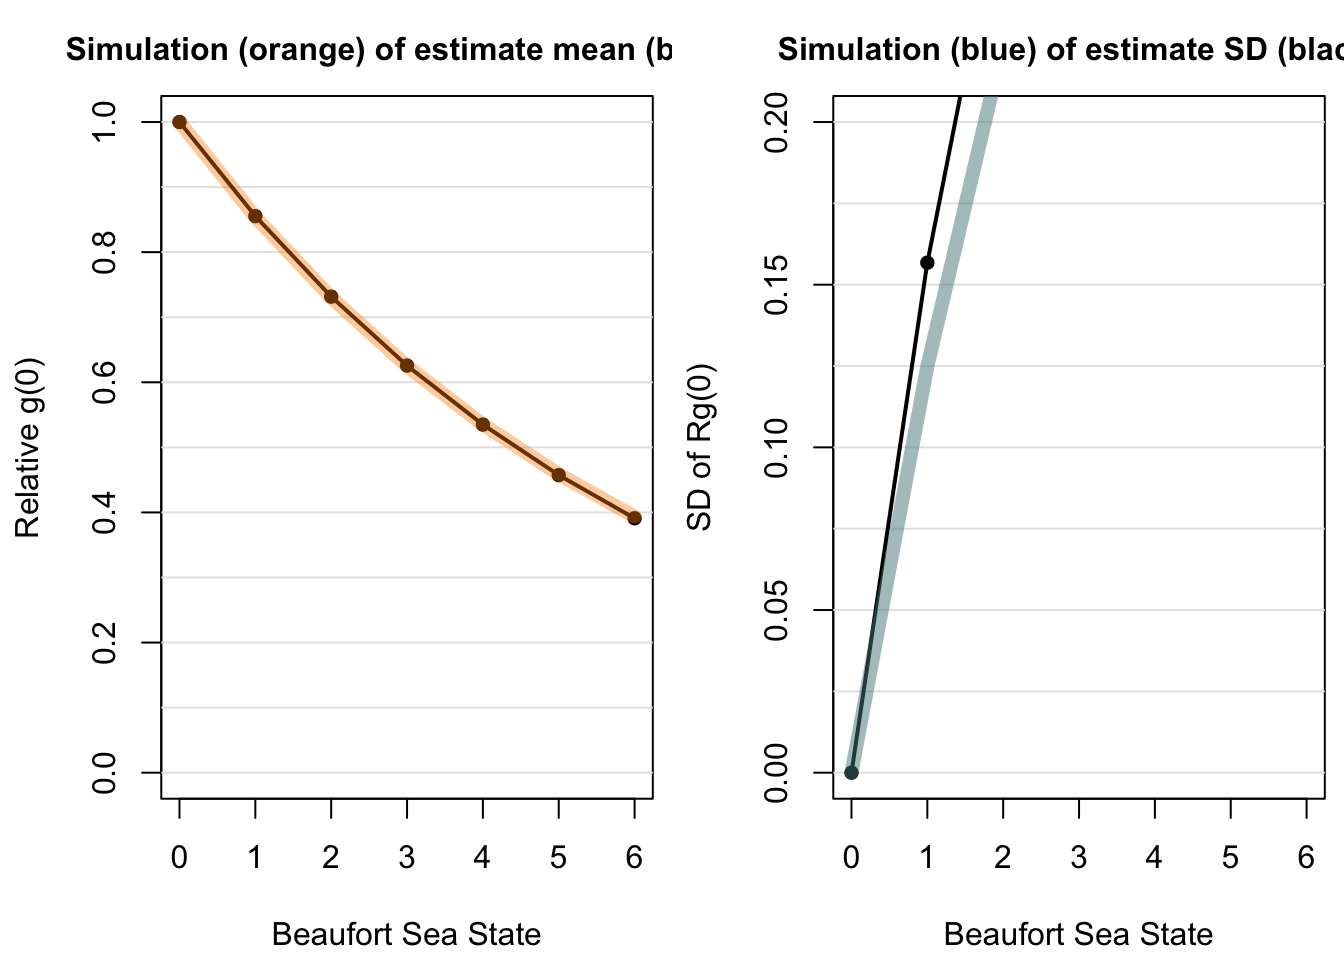 Simulation (orange) of estimate mean (b
Relative g(0)
1.0
0.8
0.6
0.4
0.2
0.0
0 1 2 3 4 5 6
Beaufort Sea State
Simulation (blue) of estimate SD (blac
SD of Rg(0)
0.20
0.15
0.10
0.05
0.00
0 1 2 3 4 5 6
Beaufort Sea State